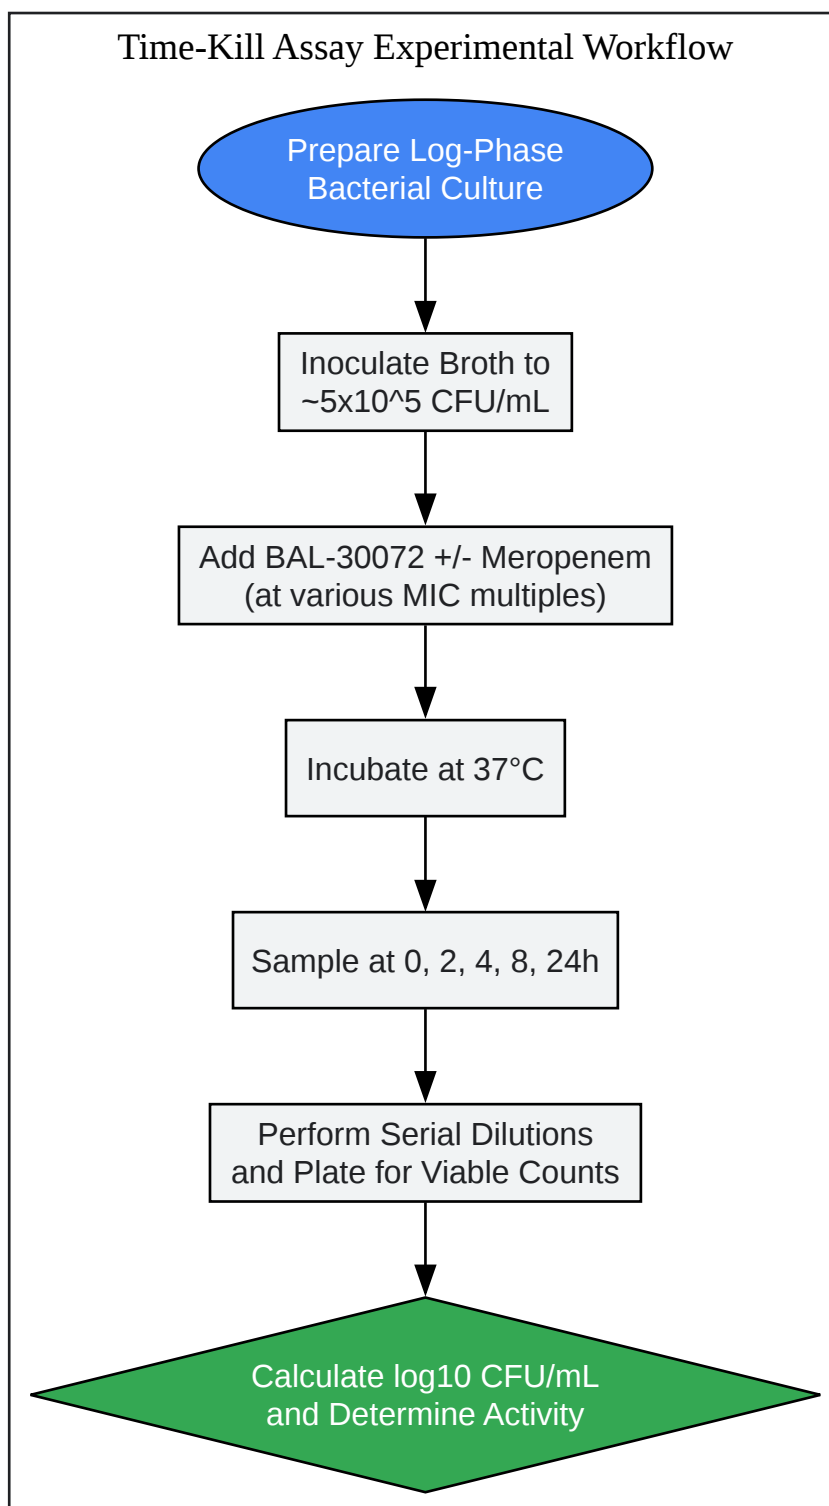 Time-Kill Assay Experimental Workflow
Prepare Log-Phase
Bacterial Culture
Inoculate Broth to
~5x10^5 CFU/mL
Add BAL-30072 +/- Meropenem
(at various MIC multiples)
Incubate at 37°C
Sample at 0, 2, 4, 8, 24h
Perform Serial Dilutions
and Plate for Viable Counts
Calculate log10 CFU/mL
and Determine Activity